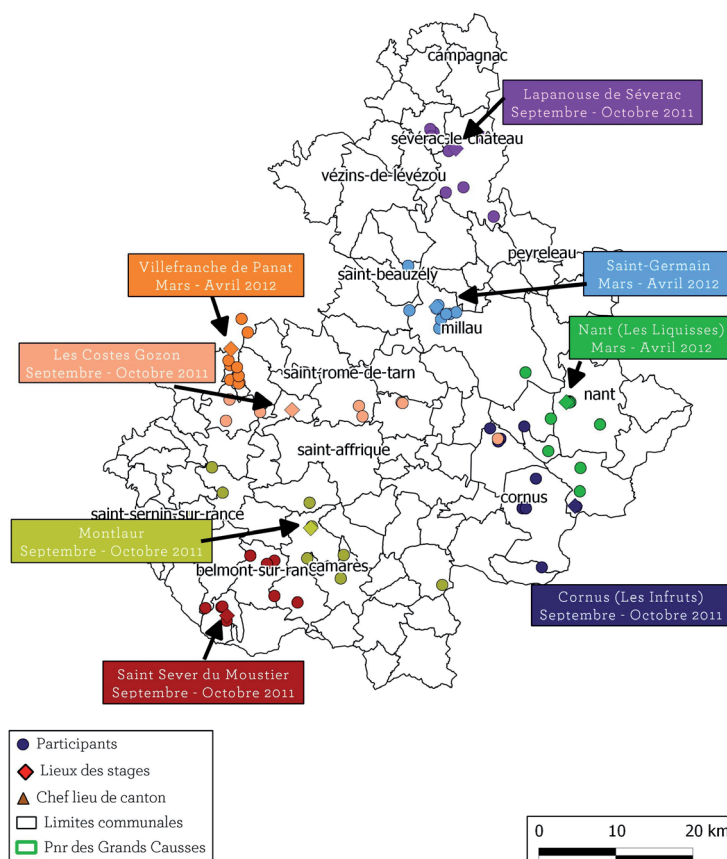 campagnac
Lapanouse de Séverac
Septembre - Octobre 2011
sévérac-le-château
vézins-de-lévézou
peyreleau
Villefranche de Panat
Mars - Avril 2012
saint-beauzély
Saint-Germain
Mars - Avril 2012
millau
Nant (Les Liquisses)
Mars - Avril 2012
Les Costes Gozon
Septembre - Octobre 2011
saint-rome-de-tarn
nant
saint-affrique
cornus
saint-sernin-sur-rance
Montlaur
Septembre - Octobre 2011
belmont-sur-rance
camarès
Cornus (Les Infruts)
Septembre - Octobre 2011
Saint Sever du Moustier
Septembre - Octobre 2011
Participants
Lieux des stages
Chef lieu de canton
Limites communales
Pnr des Grands Causses
0 10 20 km